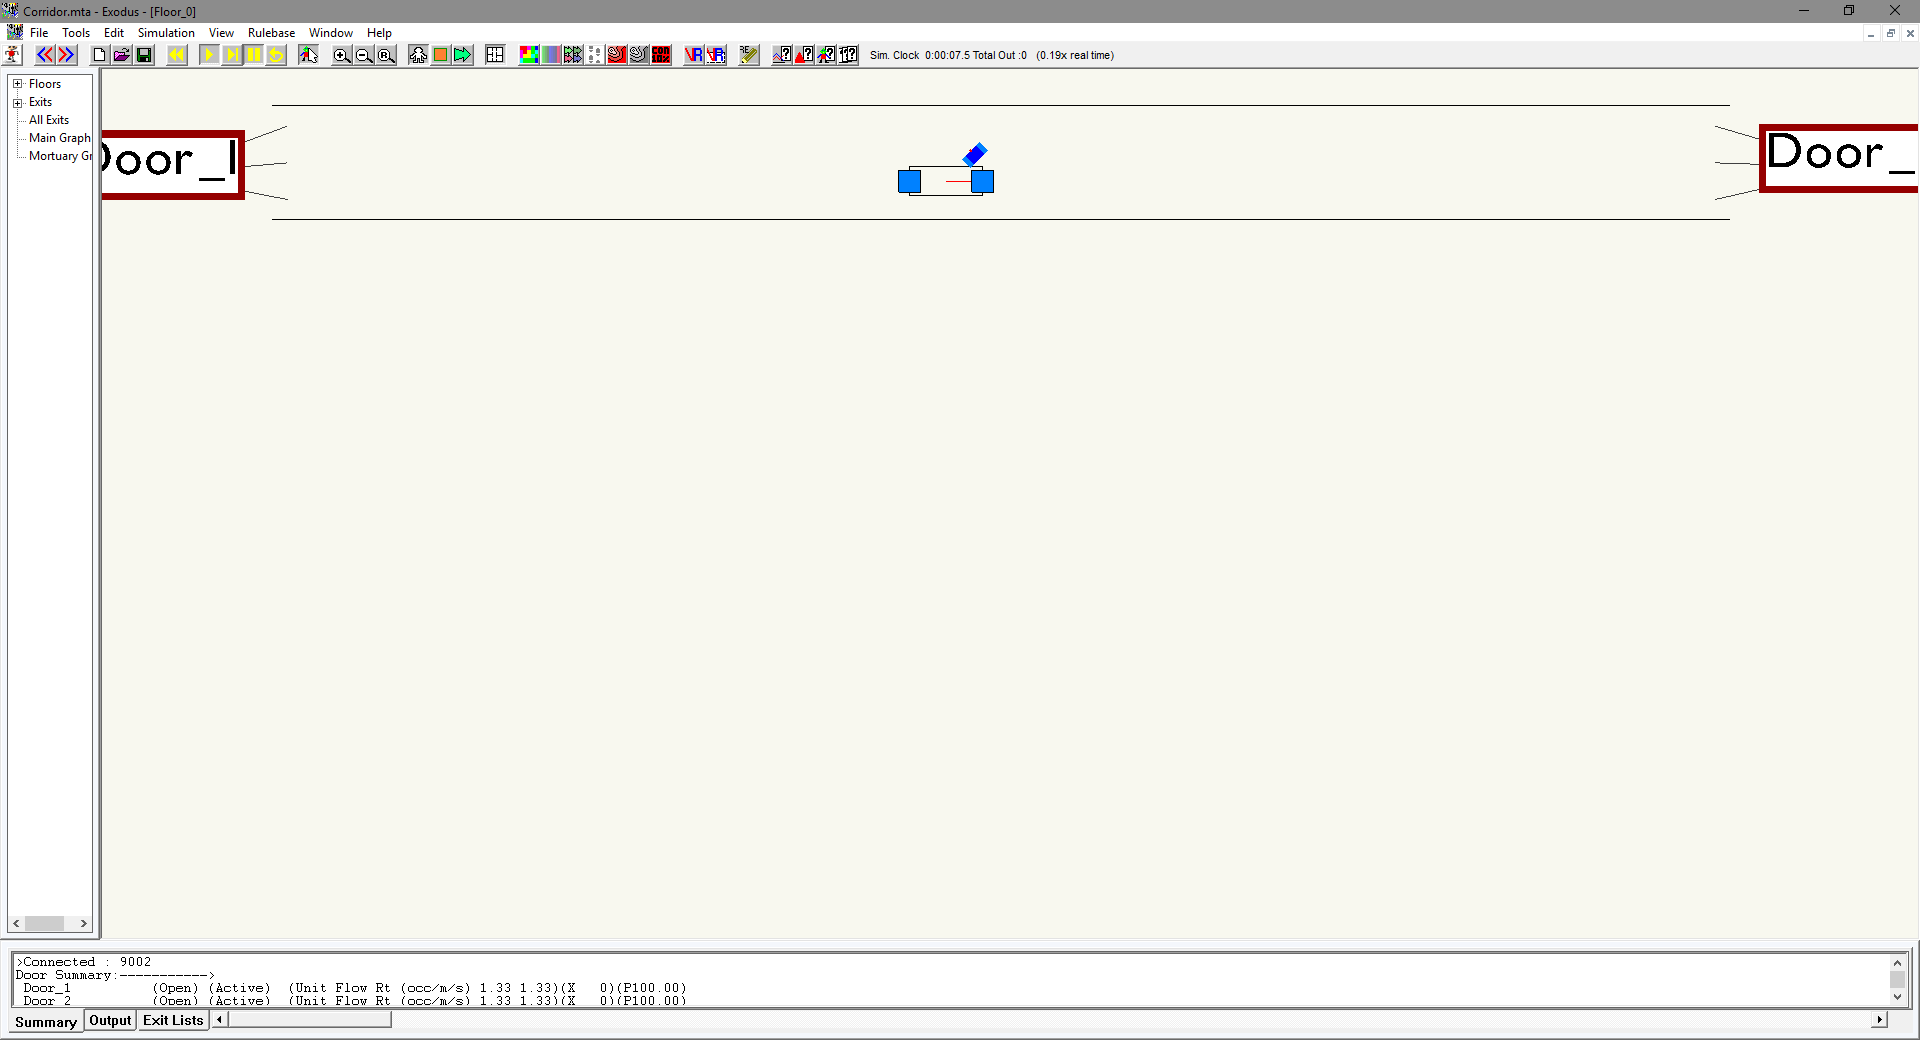 Corridor.mta - Exodus - [Floor_0]
File Tools Edit Simulation View Rulebase Window Help
Sim. Clock 0:00:07.5 Total Out :0 (0.19x real time)
Floors
Exits
All Exits
Main Graph
Mortuary Gr
Door_1
Door_
>Connected : 9002
Door Summary:----------->
Door_1 (Open) (Active) (Unit Flow Rt (occ/m/s) 1.33 1.33)(X 0)(P100.00)
Door_2 (Open) (Active) (Unit Flow Rt (occ/m/s) 1.33 1.33)(X 0)(P100.00)
Summary Output Exit Lists